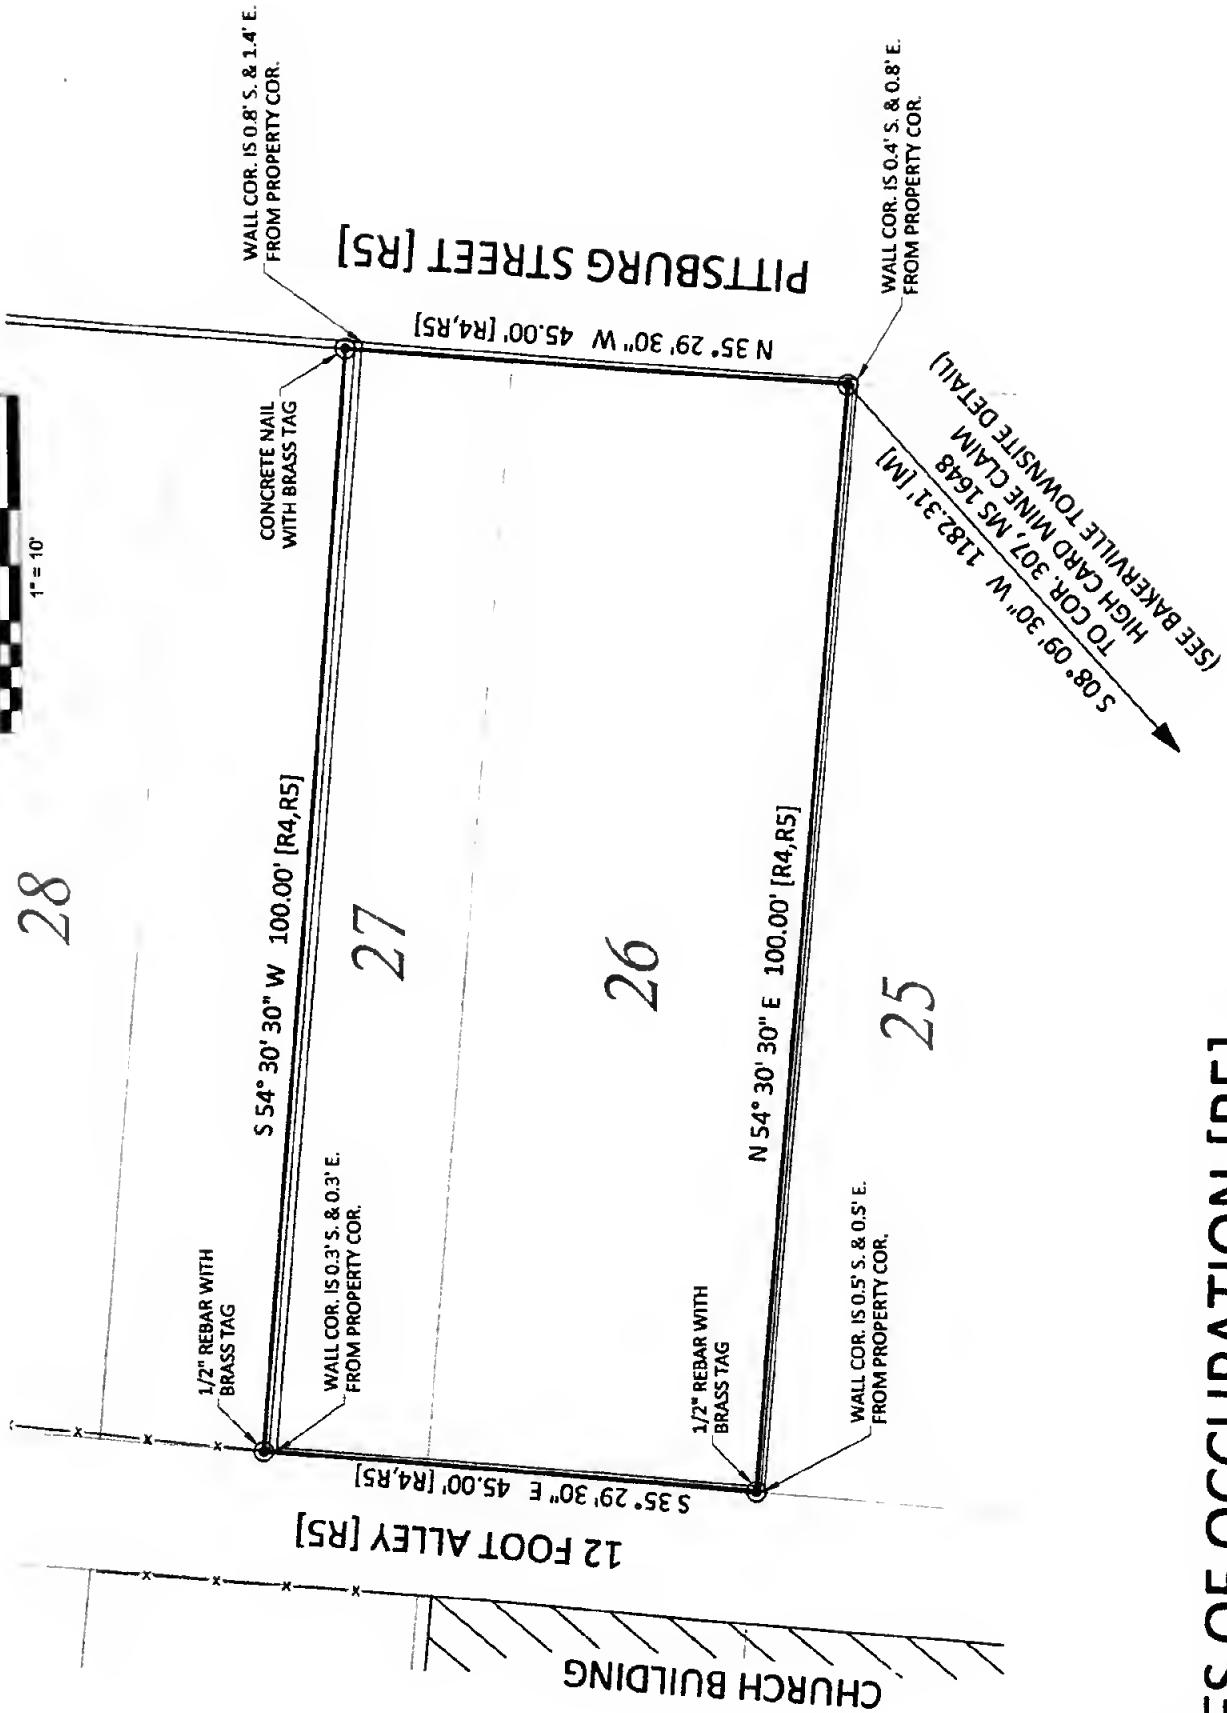 WALL COR. IS 0.8' S. & 1.4' E.
FROM PROPERTY COR.
WALL COR. IS 0.4' S. & 0.8' E.
FROM PROPERTY COR.
PITTSBURG STREET [R5]
N 35° 29' 30" W 45.00' [R4,R5]
CONCRETE NAIL
WITH BRASS TAG
1" = 10'
S 08° 09' 30" W 1182.31' [M]
TO COR. 307, MS 1648
HIGH CARD MINE CLAIM
(SEE BAKERVILLE TOWNSITE DETAIL)
28
S 54° 30' 30" W 100.00' [R4,R5]
27
26
N 54° 30' 30" E 100.00' [R4,R5]
25
1/2" REBAR WITH
BRASS TAG
WALL COR. IS 0.3' S. & 0.3' E.
FROM PROPERTY COR.
1/2" REBAR WITH
BRASS TAG
WALL COR. IS 0.5' S. & 0.5' E.
FROM PROPERTY COR.
S 35° 29' 30" E 45.00' [R4,R5]
12 FOOT ALLEY [R5]
CHURCH BUILDING
OF OCCUPATION